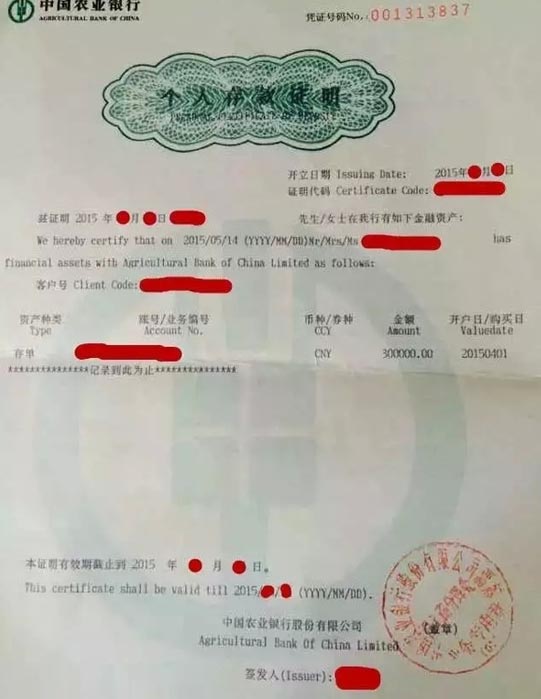 中国农业银行
AGRICULTURAL BANK OF CHINA
凭证号码No.:001313837
个人存款证明
开立日期 Issuing Date: 2015年 月 日
证明代码 Certificate Code:
兹证明 2015 年 月 日 先生/女士在我行有如下金融资产:
We hereby certify that on 2015/05/14 (YYYY/MM/DD)Mr/Mrs/Ms has
financial assets with Agricultural Bank of China Limited as follows:
客户号 Client Code:
资产种类 账号/业务编号 币种/券种 金额 开户日/购买日
Type Account No. CCY Amount Valuedate
存单 CNY 300000.00 20150401
***************记录到此为止***************
本证明有效期截止到 2015 年 月 日。
This certificate shall be valid till 2015/ / (YYYY/MM/DD).
中国农业银行股份有限公司 (盖章)
Agricultural Bank Of China Limited
签发人(Issuer):